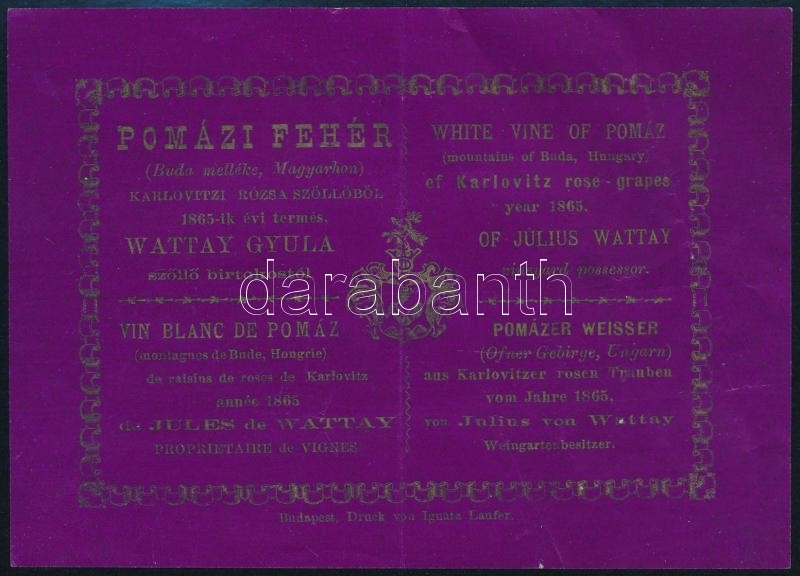 POMÁZI FEHÉR
(Buda melléke, Magyarhon)
KARLOVITZI RÓZSA SZŐLLŐBŐL
1865-ik évi termés.
WATTAY GYULA
szőllő birtokostól
WHITE VINE OF POMÁZ
(mountains of Buda, Hungary)
of Karlovitz rose-grapes
year 1865.
OF JÚLIUS WATTAY
vineyard possessor.
darabanth
VIN BLANC DE POMÁZ
(montagnes de Bude, Hongrie)
de raisins de roses de Karlovitz
année 1865
de JULES de WATTAY
PROPRIETAIRE de VIGNES
POMÁZER WEISSER
(Ofner Gebirge, Ungarn)
aus Karlovitzer rosen Trauben
vom Jahre 1865.
von Julius von Wattay
Weingartenbesitzer.
Budapest, Druck von Ignatz Laufer.